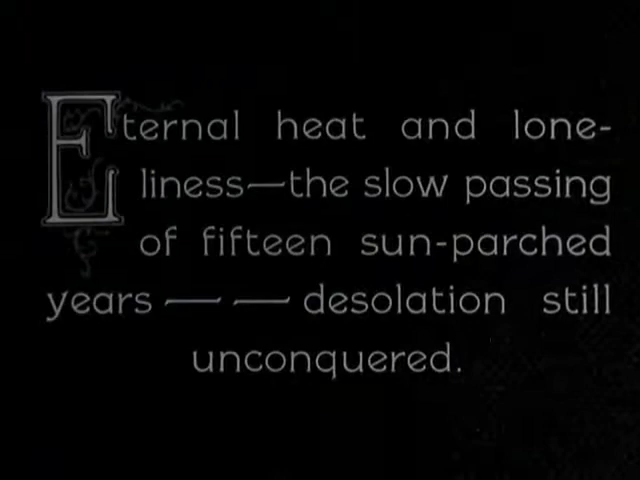 Eternal heat and lone-
liness—the slow passing
of fifteen sun-parched
years — — desolation still
unconquered.